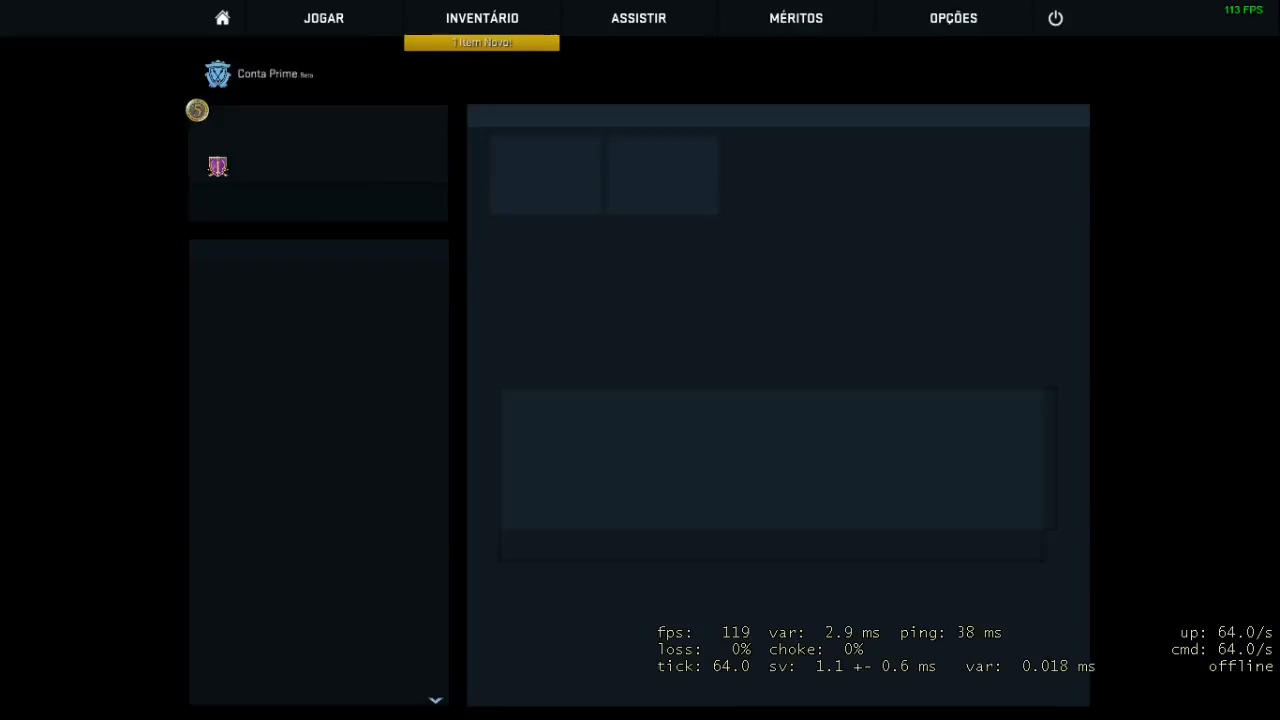 113 FPS
JOGAR INVENTÁRIO ASSISTIR MÉRITOS OPÇÕES
1 Item Novo!
Conta Prime Beta
5
fps: 119 var: 2.9 ms ping: 38 ms up: 64.0/s
loss: 0% choke: 0% cmd: 64.0/s
tick: 64.0 sv: 1.1 +- 0.6 ms var: 0.018 ms offline